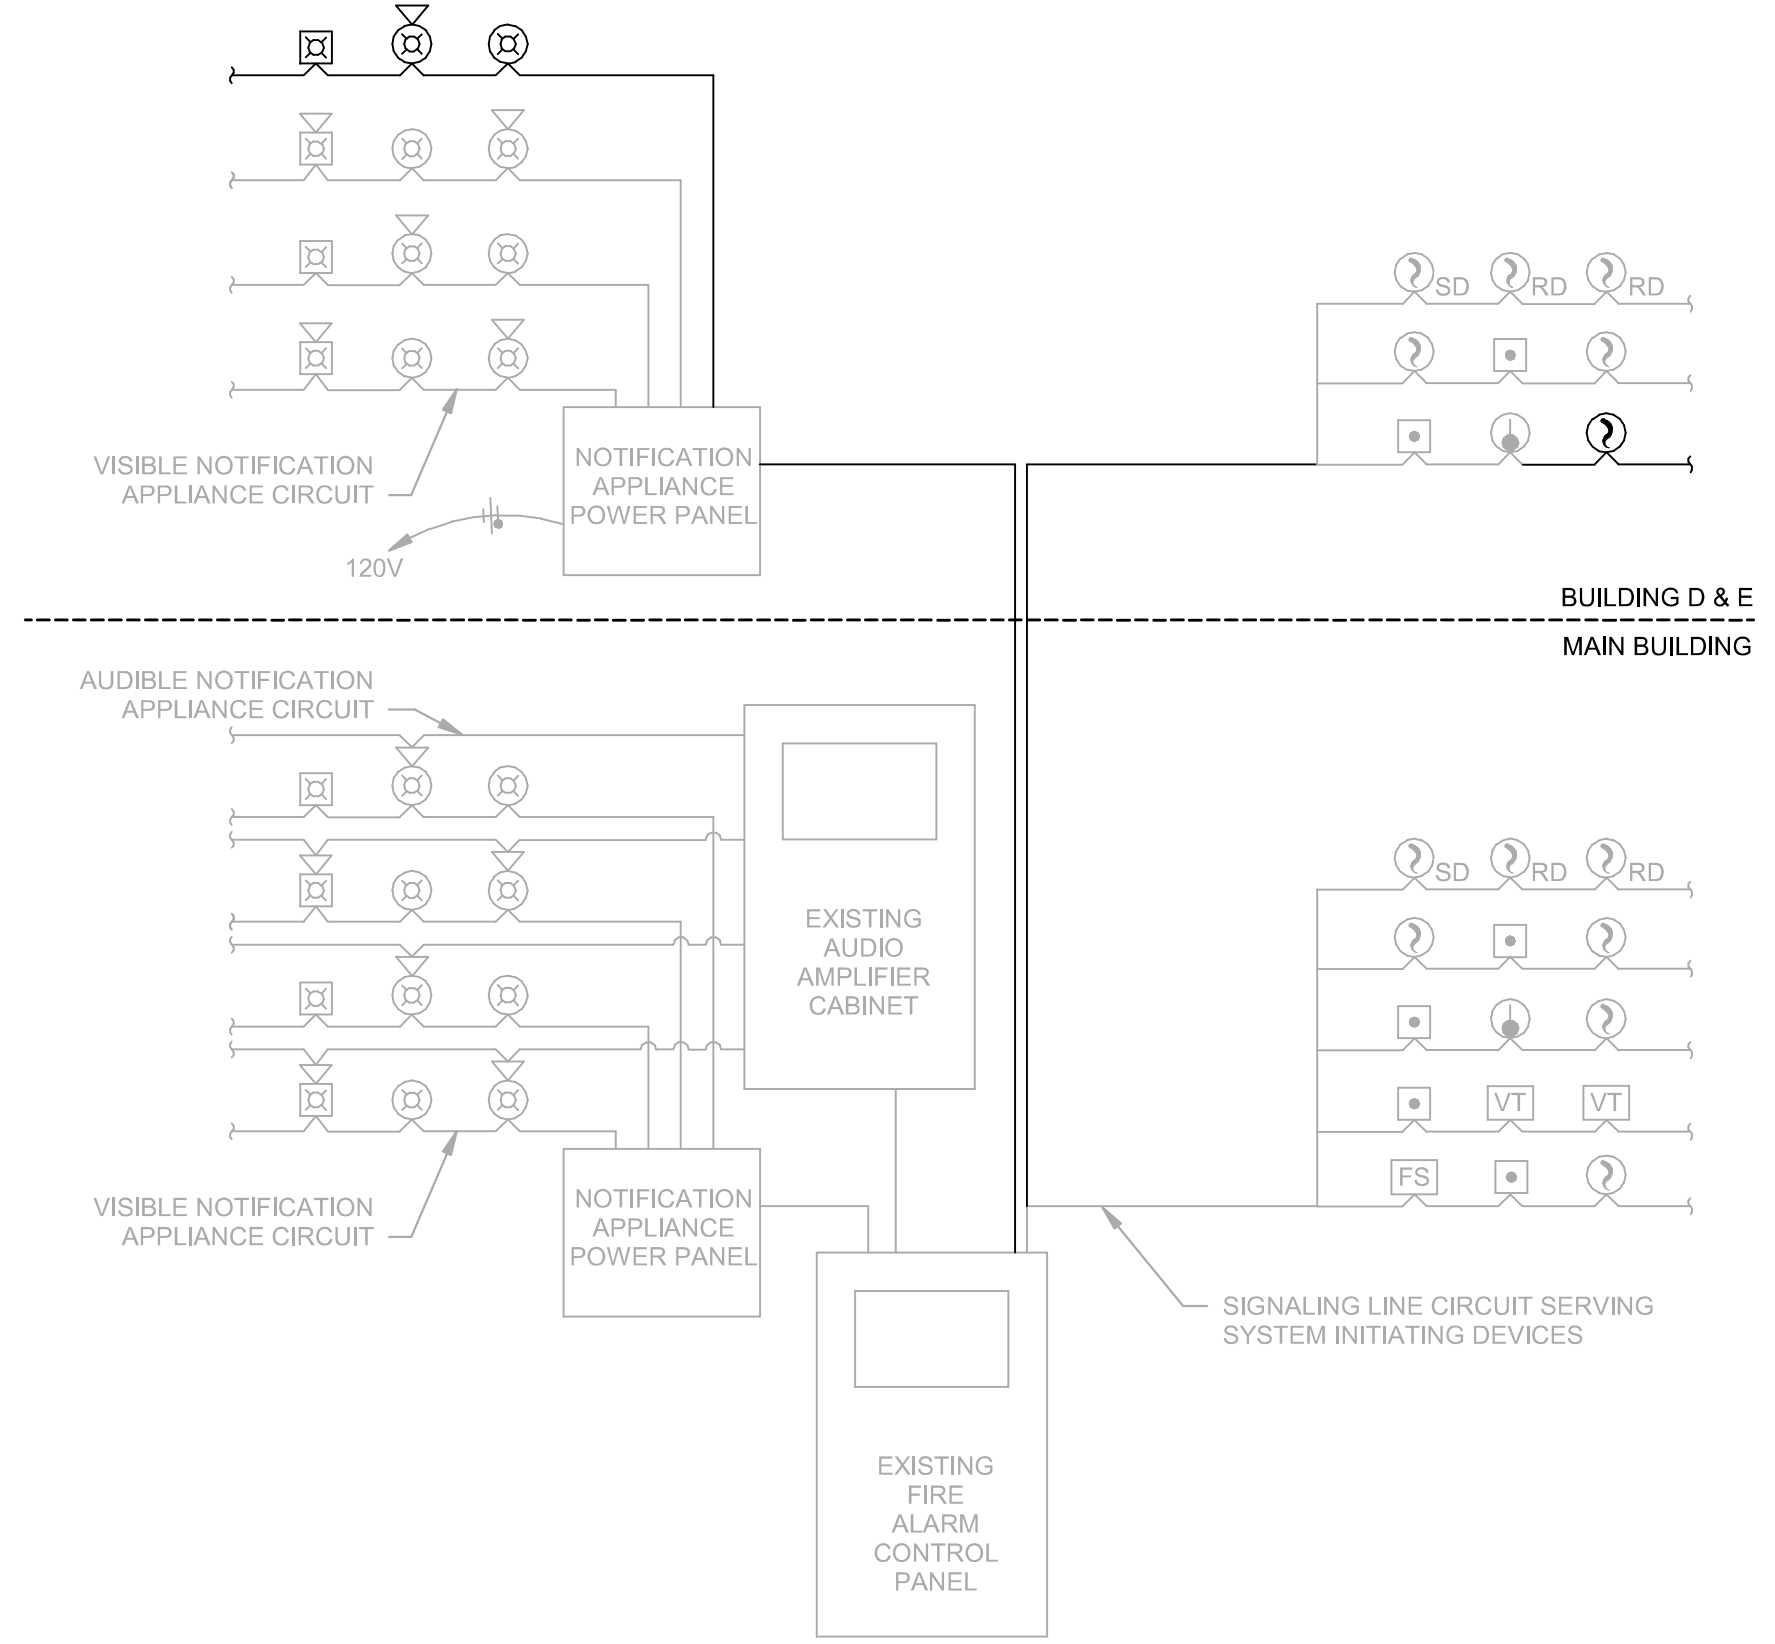 SD
RD
RD
VISIBLE NOTIFICATION
APPLIANCE CIRCUIT
NOTIFICATION
APPLIANCE
POWER PANEL
120V
BUILDING D & E
MAIN BUILDING
AUDIBLE NOTIFICATION
APPLIANCE CIRCUIT
EXISTING
AUDIO
AMPLIFIER
CABINET
SD
RD
RD
VT
VT
FS
VISIBLE NOTIFICATION
APPLIANCE CIRCUIT
NOTIFICATION
APPLIANCE
POWER PANEL
SIGNALING LINE CIRCUIT SERVING
SYSTEM INITIATING DEVICES
EXISTING
FIRE
ALARM
CONTROL
PANEL